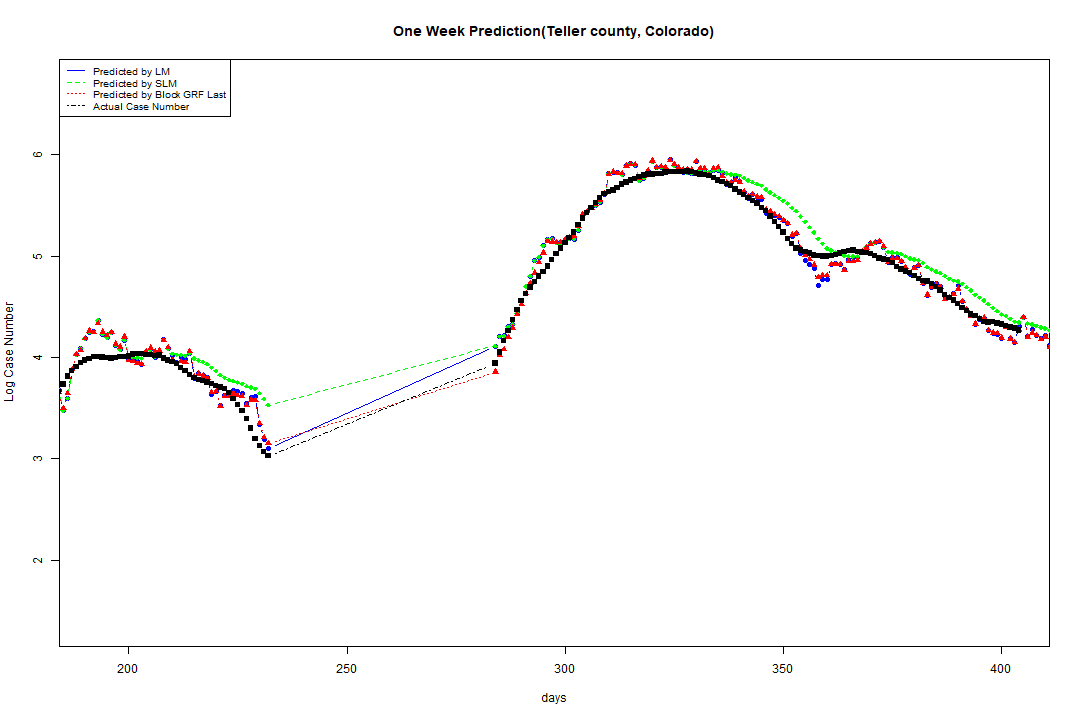 One Week Prediction(Teller county, Colorado)
Predicted by LM
Predicted by SLM
Predicted by Block GRF Last
Actual Case Number
6
5
4
3
2
Log Case Number
200 250 300 350 400
days